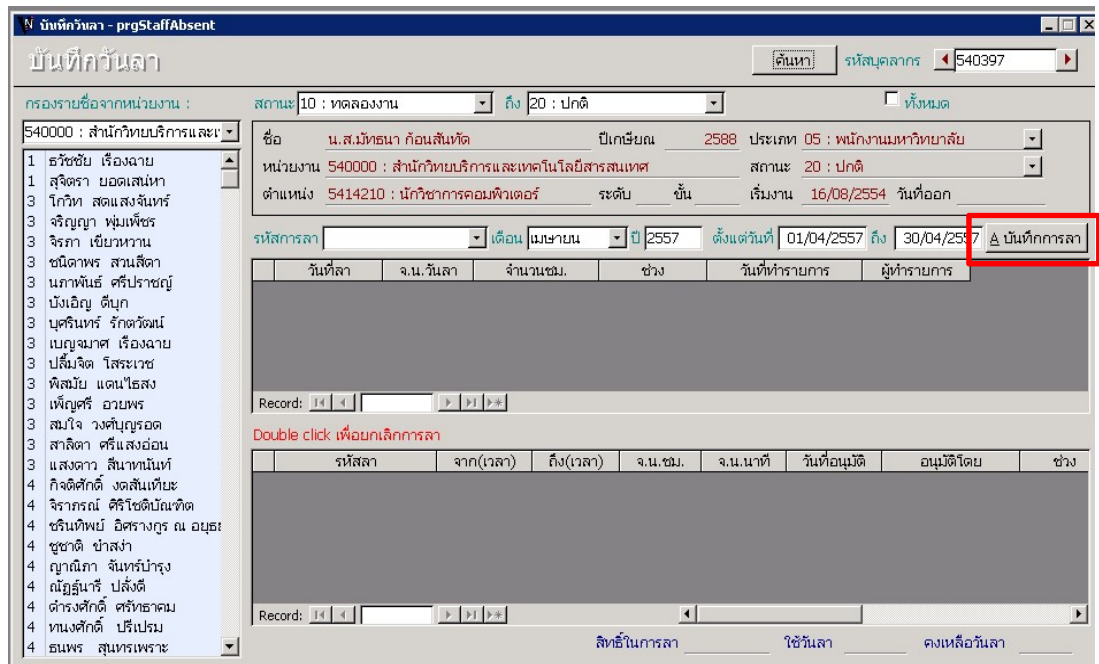 บันทึกวันลา - prgStaffAbsent
บันทึกวันลา
ค้นหา รหัสบุคลากร 540397
กรองรายชื่อจากหน่วยงาน :
สถานะ 10 : ทดลองงาน ถึง 20 : ปกติ ทั้งหมด
540000 : สำนักวิทยบริการและเ
ชื่อ น.ส.มัทธนา ก้อนสันทัด ปีเกษียณ 2588 ประเภท 05 : พนักงานมหาวิทยาลัย
หน่วยงาน 540000 : สำนักวิทยบริการและเทคโนโลยีสารสนเทศ สถานะ 20 : ปกติ
ตำแหน่ง 5414210 : นักวิชาการคอมพิวเตอร์ ระดับ ขั้น เริ่มงาน 16/08/2554 วันที่ออก
รหัสการลา เดือน เมษายน ปี 2557 ตั้งแต่วันที่ 01/04/2557 ถึง 30/04/2557 A บันทึกการลา
วันที่ลา จ.น.วันลา จำนวนชม. ช่วง วันที่ทำรายการ ผู้ทำรายการ
Record:
Double click เพื่อยกเลิกการลา
รหัสลา จาก(เวลา) ถึง(เวลา) จ.น.ชม. จ.น.นาที วันที่อนุมัติ อนุมัติโดย ช่วง
Record:
สิทธิ์ในการลา ใช้วันลา คงเหลือวันลา
1 ธวัชชัย เรืองฉาย
1 สุจิตรา ยอดเสน่หา
3 โกวิท สดแสงจันทร์
3 จริญญา พุ่มเพ็ชร
3 จิรภา เขียวหวาน
3 ชนิดาพร สวนสีดา
3 นภาพันธ์ ศรีปราชญ์
3 บังเอิญ ดีบุก
3 บุศรินทร์ รักตวัฒน์
3 เบญจมาศ เรืองฉาย
3 ปลื้มจิต โสระเวช
3 พิสมัย แดนไธสง
3 เพ็ญศรี อวยพร
3 สมใจ วงศ์บุญรอด
3 สาลิตา ศรีแสงอ่อน
3 แสงดาว สีนาทนันท์
4 กิจติศักดิ์ งดสันเทียะ
4 จิราภรณ์ ศิริโชติบัณฑิต
4 ชรินทิพย์ อิศรางกูร ณ อยุธย
4 ชูชาติ ขำสง่า
4 ญาณิภา จันทร์บำรุง
4 ณัฏฐ์นารี ปลั่งดี
4 ดำรงศักดิ์ ศรัทธาคม
4 ทนงศักดิ์ ปรีเปรม
4 ธนพร สุนทรเพราะ